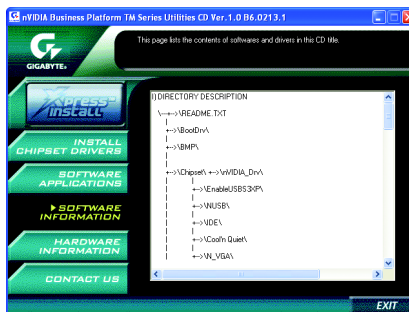 nVIDIA Business Platform TM Series Utilities CD Ver.1.0 B6.0213.1
GIGABYTE
This page lists the contents of softwares and drivers in this CD title.
Xpress™
INSTALL
INSTALL
CHIPSET DRIVERS
SOFTWARE
APPLICATIONS
SOFTWARE
INFORMATION
HARDWARE
INFORMATION
CONTACT US
I) DIRECTORY DESCRIPTION
\---+-->\README.TXT
|
+-->\BootDrv\
|
+-->\BMP\
|
+-->\Chipset\ +-->\nVIDIA_Drv\
| |
| +-->\EnableUSBS3XP\
| |
| +-->\NUSB\
| |
| +-->\IDE\
| |
| +-->\Cool'n Quiet\
| |
| +-->\N_VGA\
EXIT